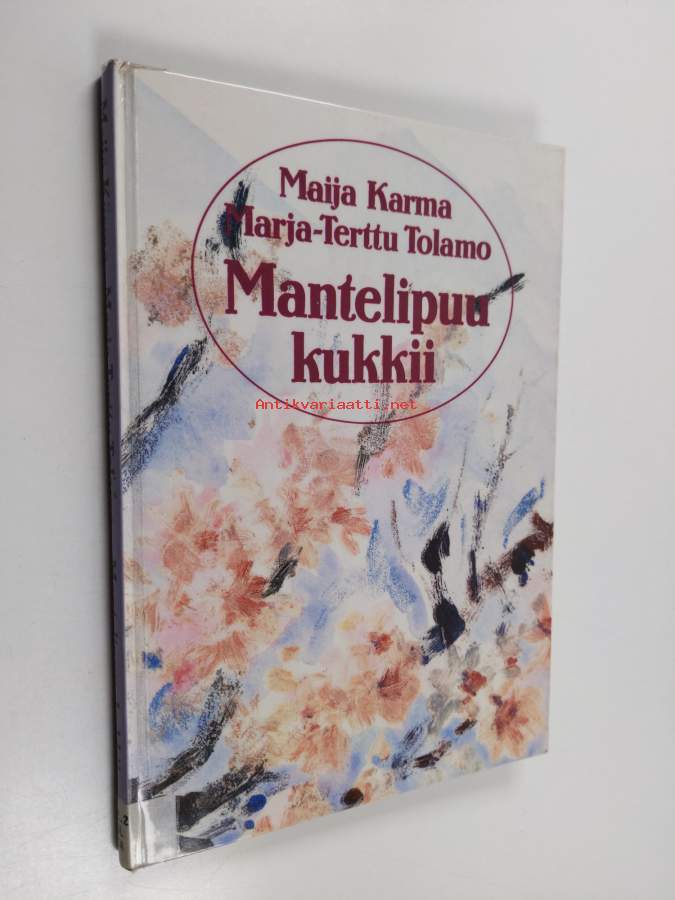 Maija Karma
Marja-Terttu Tolamo
Mantelipuu
kukkii
Antikvariaatti.net